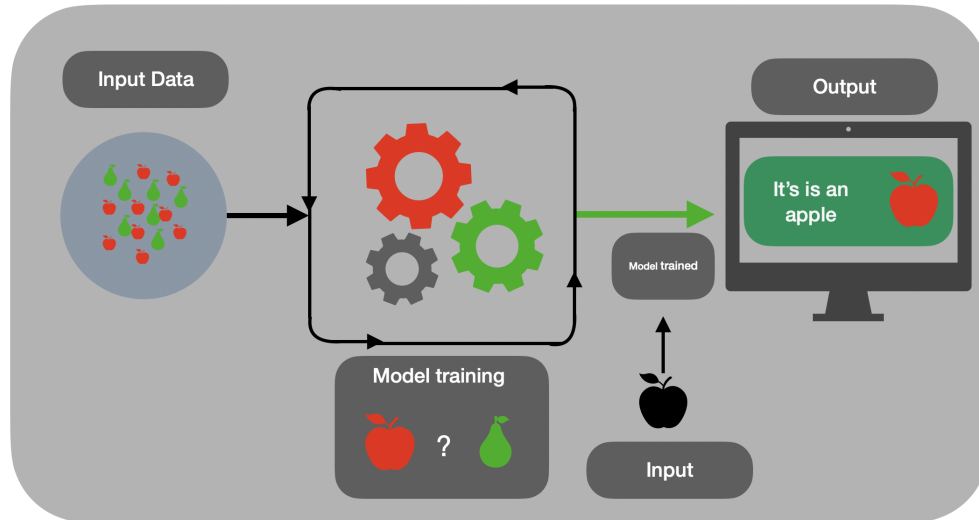 Input Data
Output
It's is an
apple
Model trained
Model training
?
Input